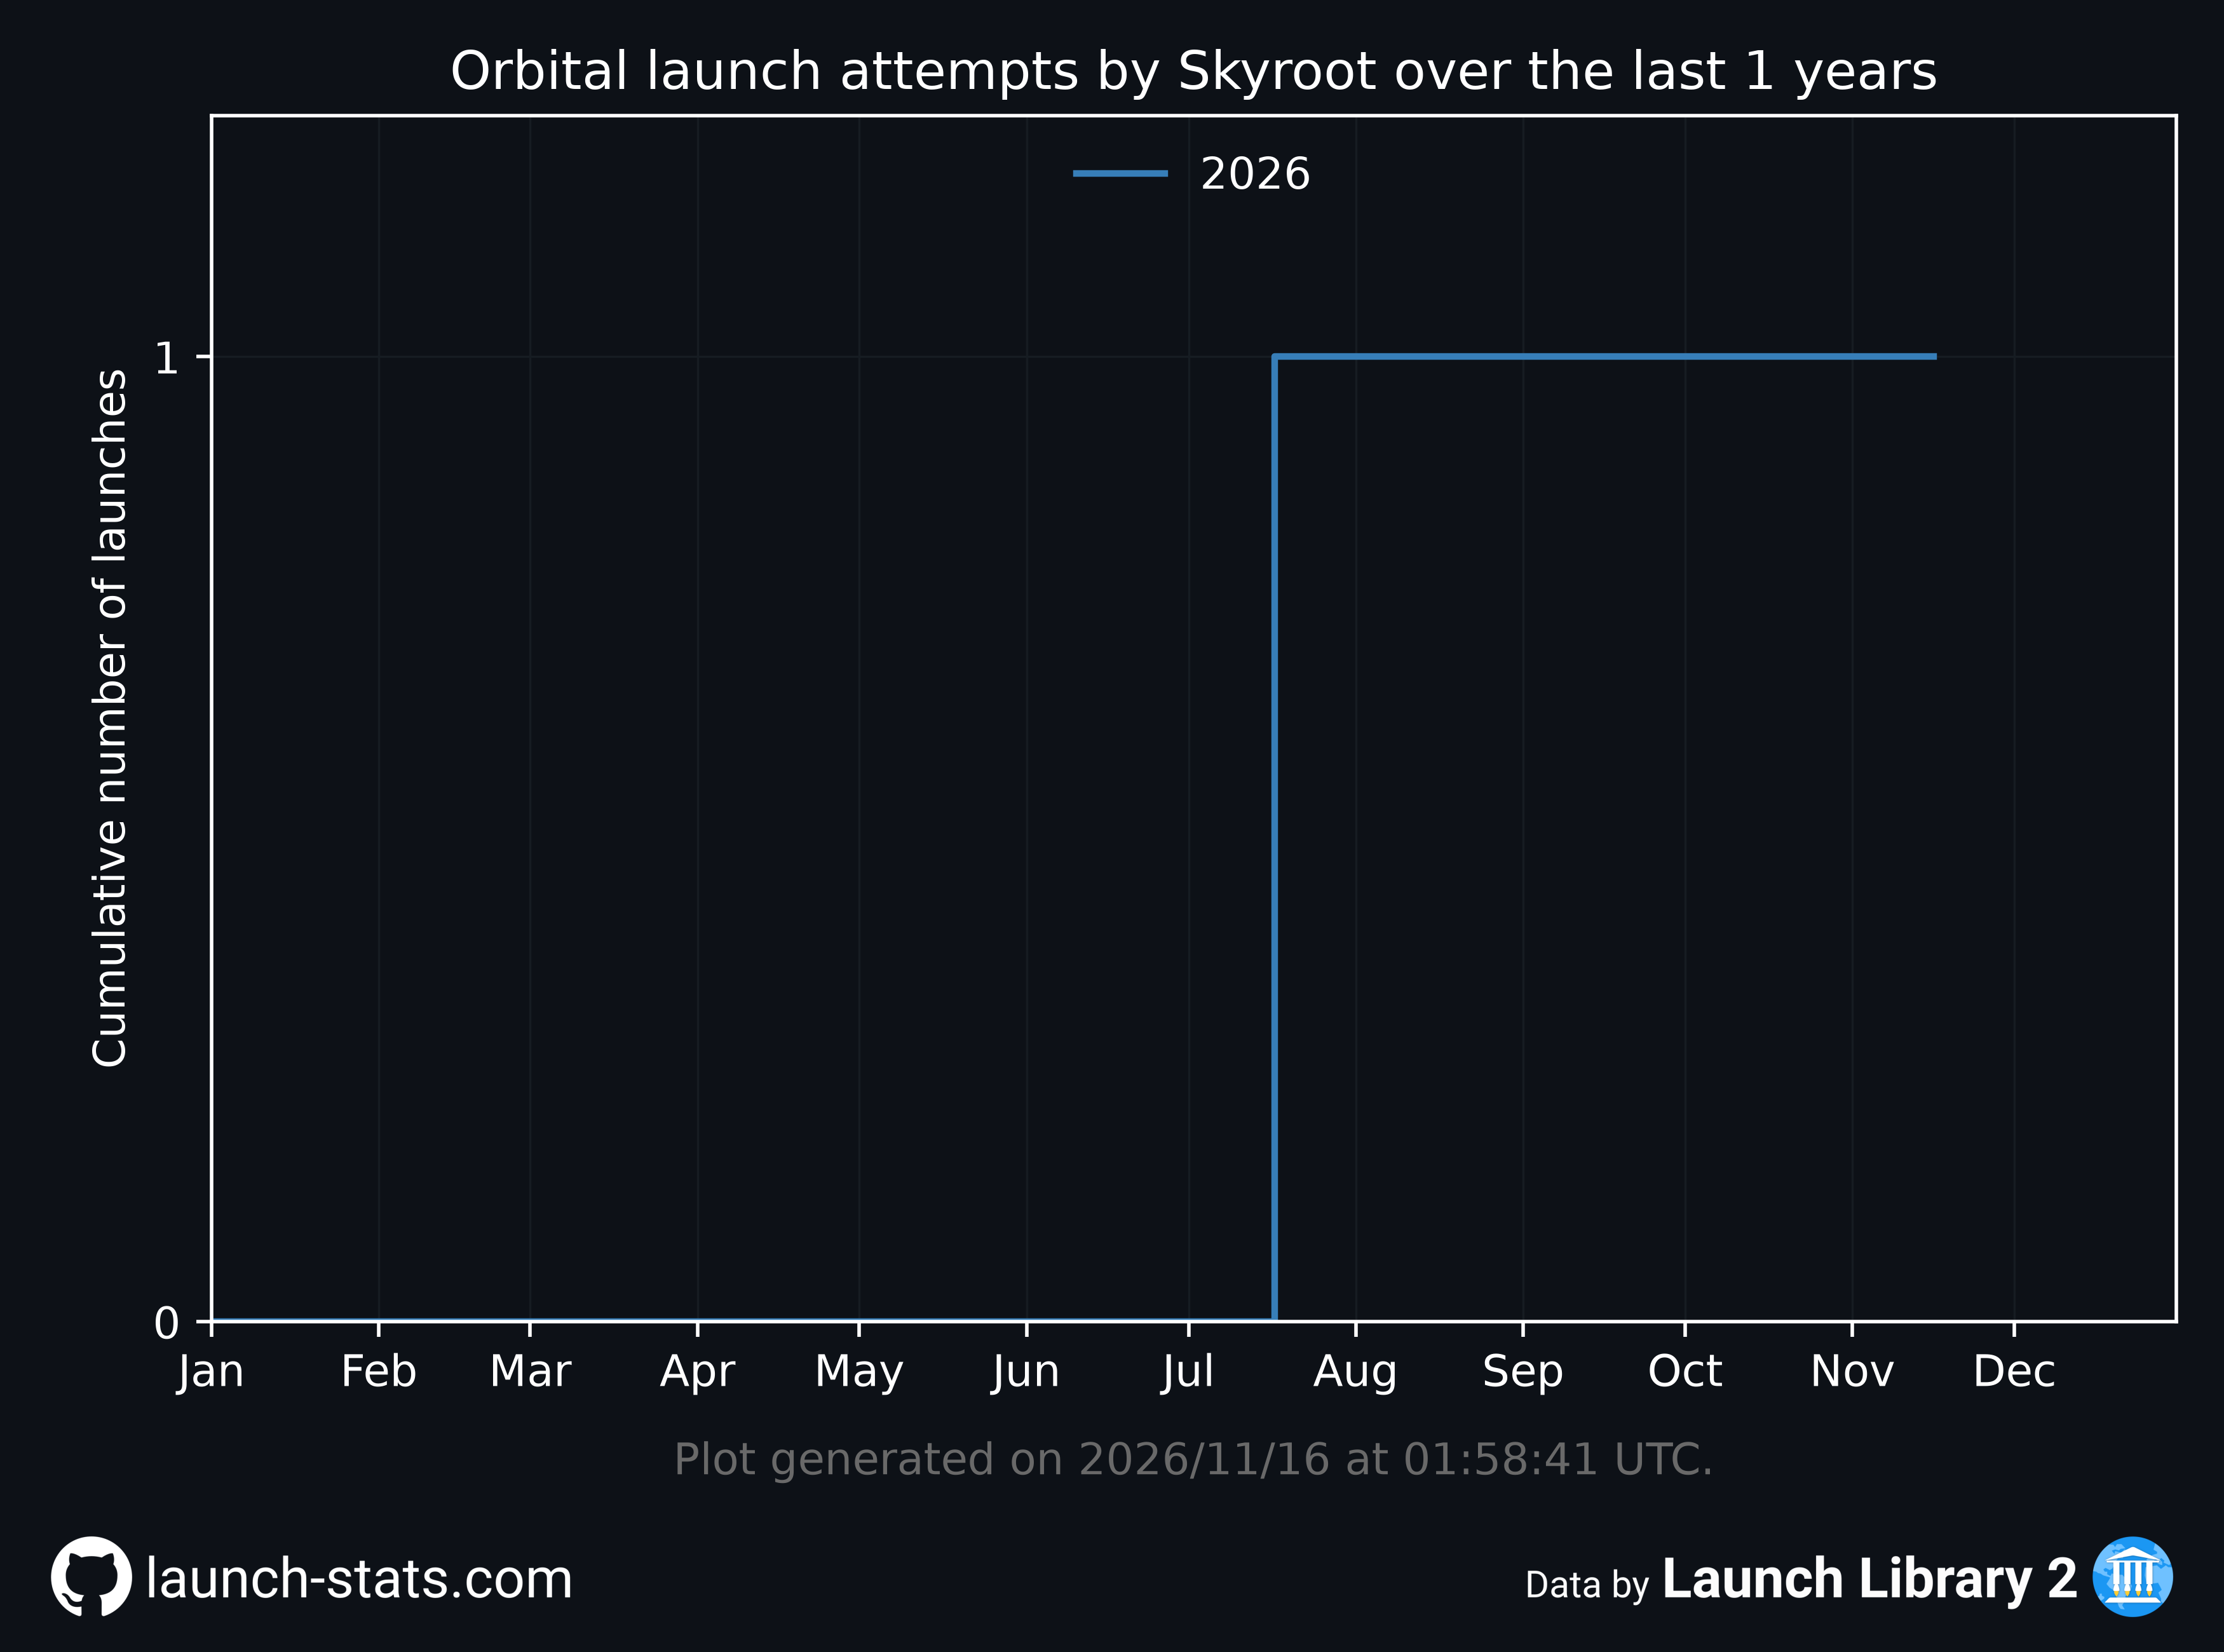 Orbital launch attempts by Skyroot over the last 1 years
2026
Cumulative number of launches
1
0
Jan Feb Mar Apr May Jun Jul Aug Sep Oct Nov Dec
Plot generated on 2026/11/16 at 01:58:41 UTC.
launch-stats.com
Data by Launch Library 2